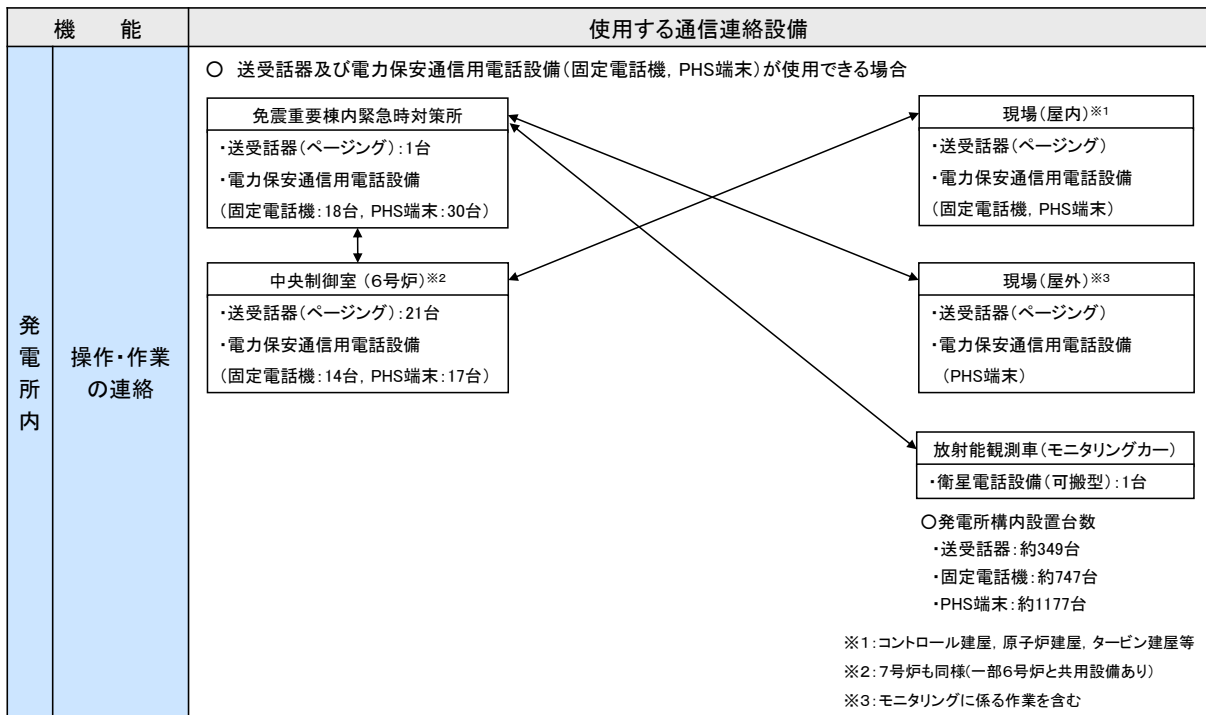 機　　能
使用する通信連絡設備
発電所内
操作・作業
の連絡
○　送受話器及び電力保安通信用電話設備(固定電話機, PHS端末)が使用できる場合
免震重要棟内緊急時対策所
・送受話器(ページング):1台
・電力保安通信用電話設備
(固定電話機:18台, PHS端末:30台)
中央制御室 (6号炉)※2
・送受話器(ページング):21台
・電力保安通信用電話設備
(固定電話機:14台, PHS端末:17台)
現場(屋内)※1
・送受話器(ページング)
・電力保安通信用電話設備
(固定電話機, PHS端末)
現場(屋外)※3
・送受話器(ページング)
・電力保安通信用電話設備
(PHS端末)
放射能観測車(モニタリングカー)
・衛星電話設備(可搬型):1台
○発電所構内設置台数
・送受話器:約349台
・固定電話機:約747台
・PHS端末:約1177台
※1:コントロール建屋, 原子炉建屋, タービン建屋等
※2:7号炉も同様(一部6号炉と共用設備あり)
※3:モニタリングに係る作業を含む